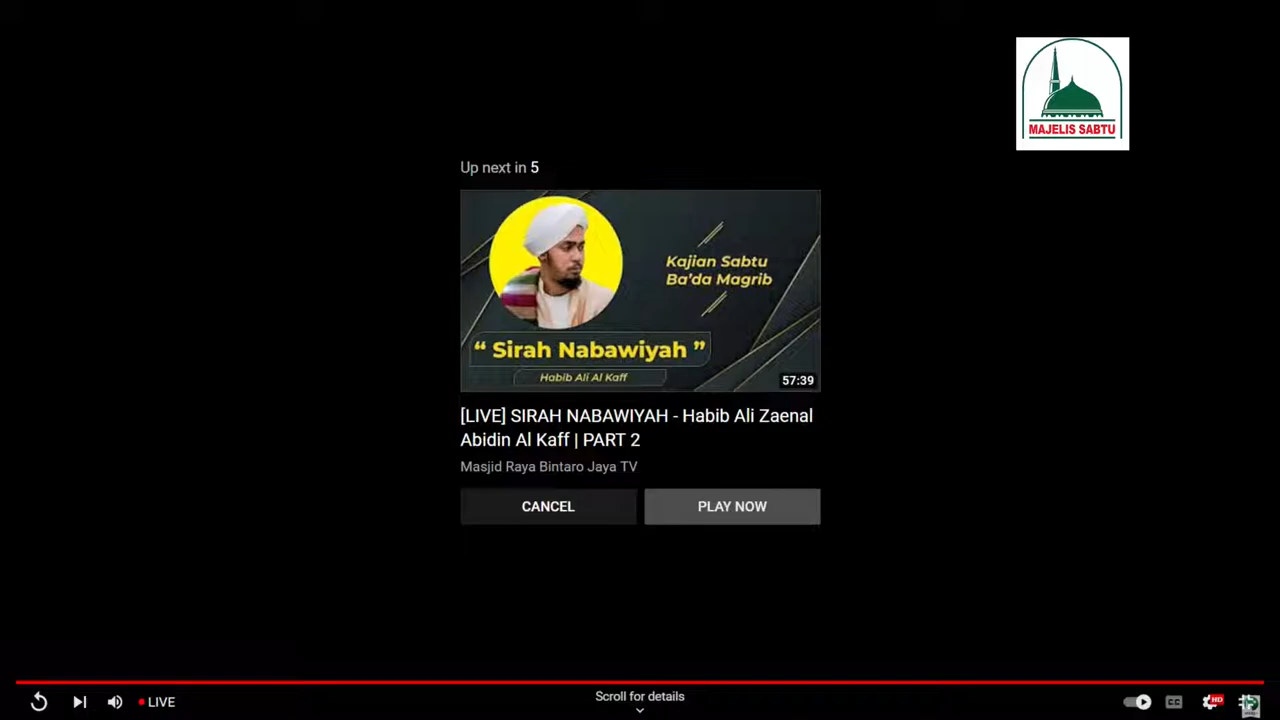 MAJELIS SABTU
Up next in 5
Kajian Sabtu
Ba'da Magrib
“ Sirah Nabawiyah ”
Habib Ali Al Kaff
57:39
[LIVE] SIRAH NABAWIYAH - Habib Ali Zaenal
Abidin Al Kaff | PART 2
Masjid Raya Bintaro Jaya TV
CANCEL
PLAY NOW
LIVE
Scroll for details
CC
HD